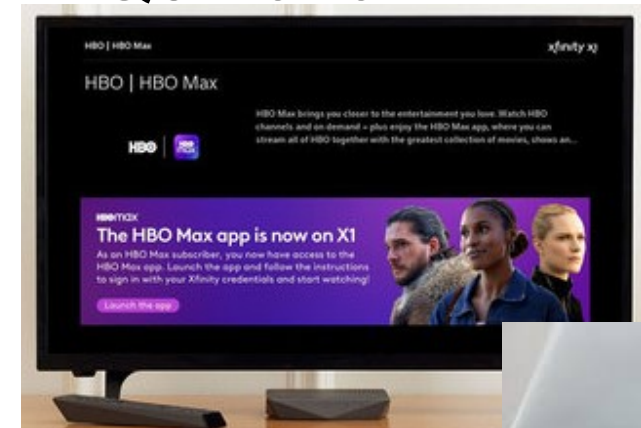 HBO | HBO Max
xfinity x1
HBO | HBO Max
HBO Max brings you closer to the entertainment you love. Watch HBO
channels and on demand – plus enjoy the HBO Max app, where you can
stream all of HBO together with the greatest collection of movies, shows an...
HBO
HBO
max
HBOmax
The HBO Max app is now on X1
As an HBO Max subscriber, you now have access to the
HBO Max app. Launch the app and follow the instructions
to sign in with your Xfinity credentials and start watching!
Launch the app